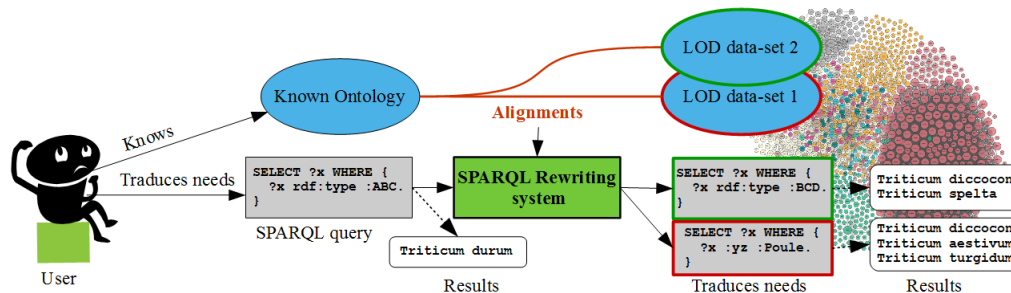 LOD data-set 2
Known Ontology
LOD data-set 1
Alignments
Knows
Traduces needs
SELECT ?x WHERE {
?x rdf:type :ABC.
}
SPARQL query
SPARQL Rewriting
system
SELECT ?x WHERE {
?x rdf:type :BCD.
}
Triticum diccocon
Triticum spelta
SELECT ?x WHERE {
?x :yz :Poule.
}
Triticum diccocon
Triticum aestivum
Triticum turgidum
Triticum durum
User
Results
Traduces needs
Results